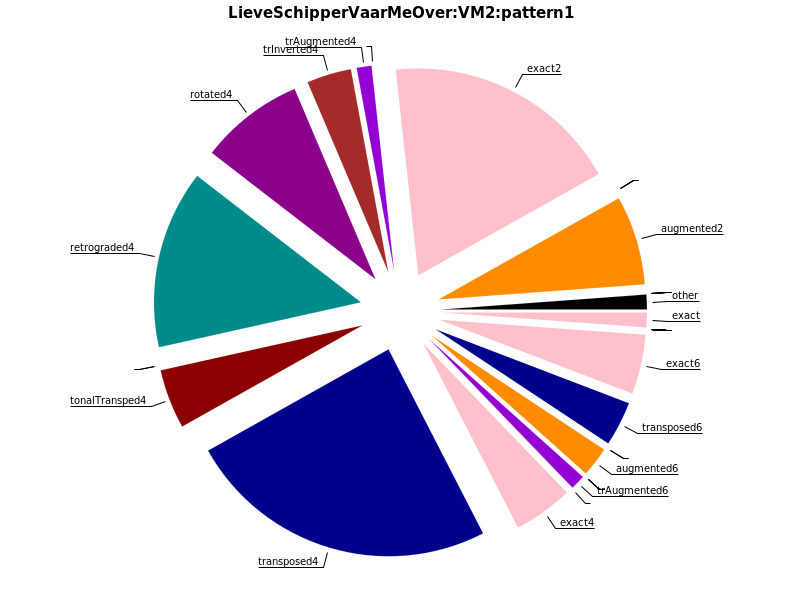 LieveSchipperVaarMeOver:VM2:pattern1
trAugmented4
trInverted4
exact2
rotated4
augmented2
retrograded4
other
exact
exact6
tonalTransped4
transposed6
augmented6
trAugmented6
exact4
transposed4